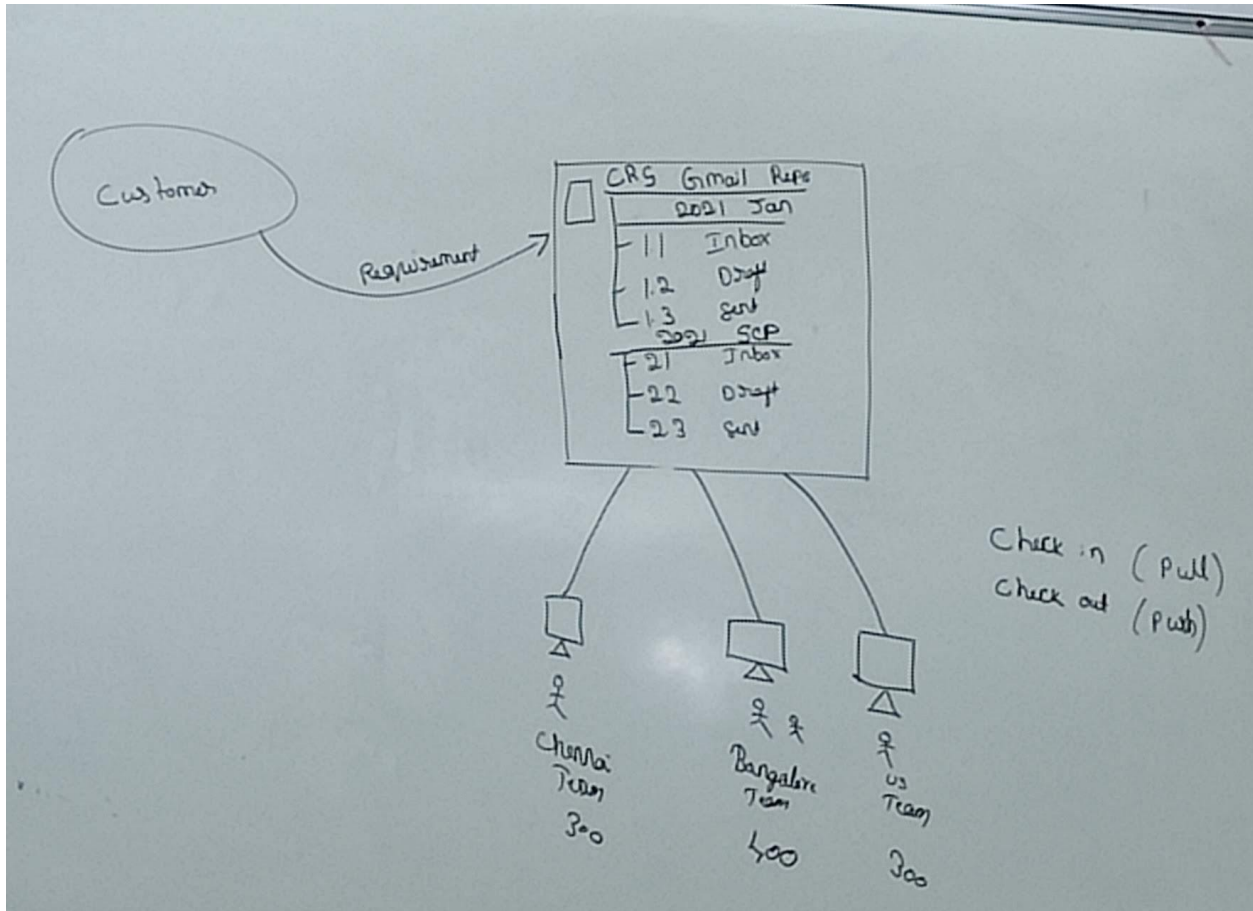 Customer
Requirement
CRS Gmail Repo
2021 Jan
1.1 Inbox
1.2 Draft
1.3 Sent
2021 SEP
21 Inbox
22 Draft
23 Sent
Check in (pull)
Check out (push)
Chennai
Team
300
Bangalore
Team
400
US
Team
300